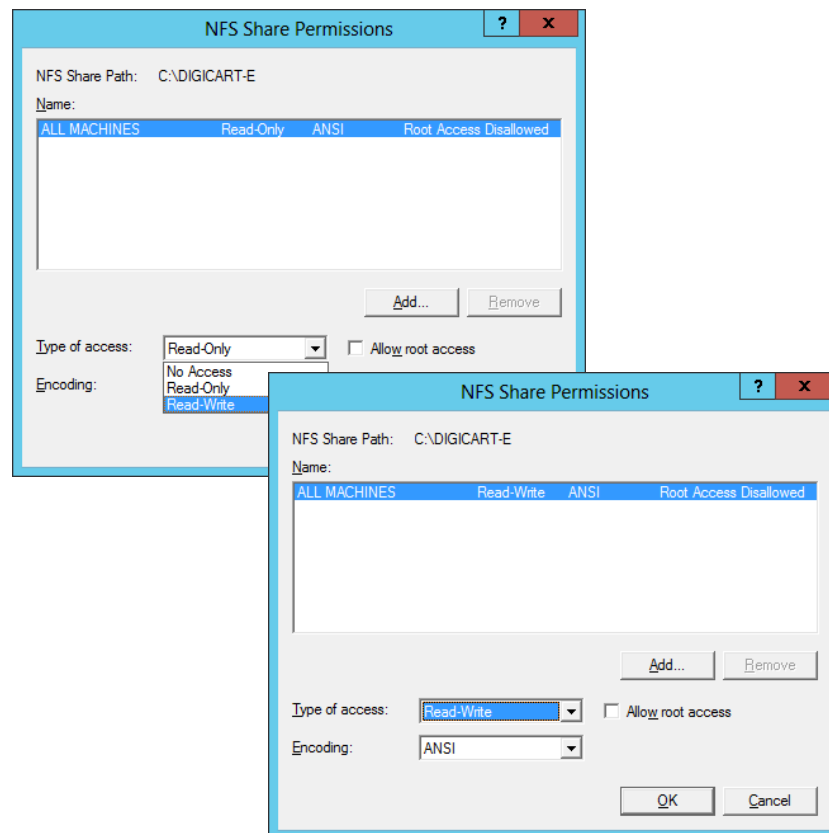 NFS Share Permissions
? x
NFS Share Path: C:\DIGICART-E
Name:
ALL MACHINES Read-Only ANSI Root Access Disallowed
Add... Remove
Type of access: Read-Only Allow root access
No Access
Encoding: Read-Only
Read-Write
NFS Share Permissions
? x
NFS Share Path: C:\DIGICART-E
Name:
ALL MACHINES Read-Write ANSI Root Access Disallowed
Add... Remove
Type of access: Read-Write Allow root access
Encoding: ANSI
OK Cancel